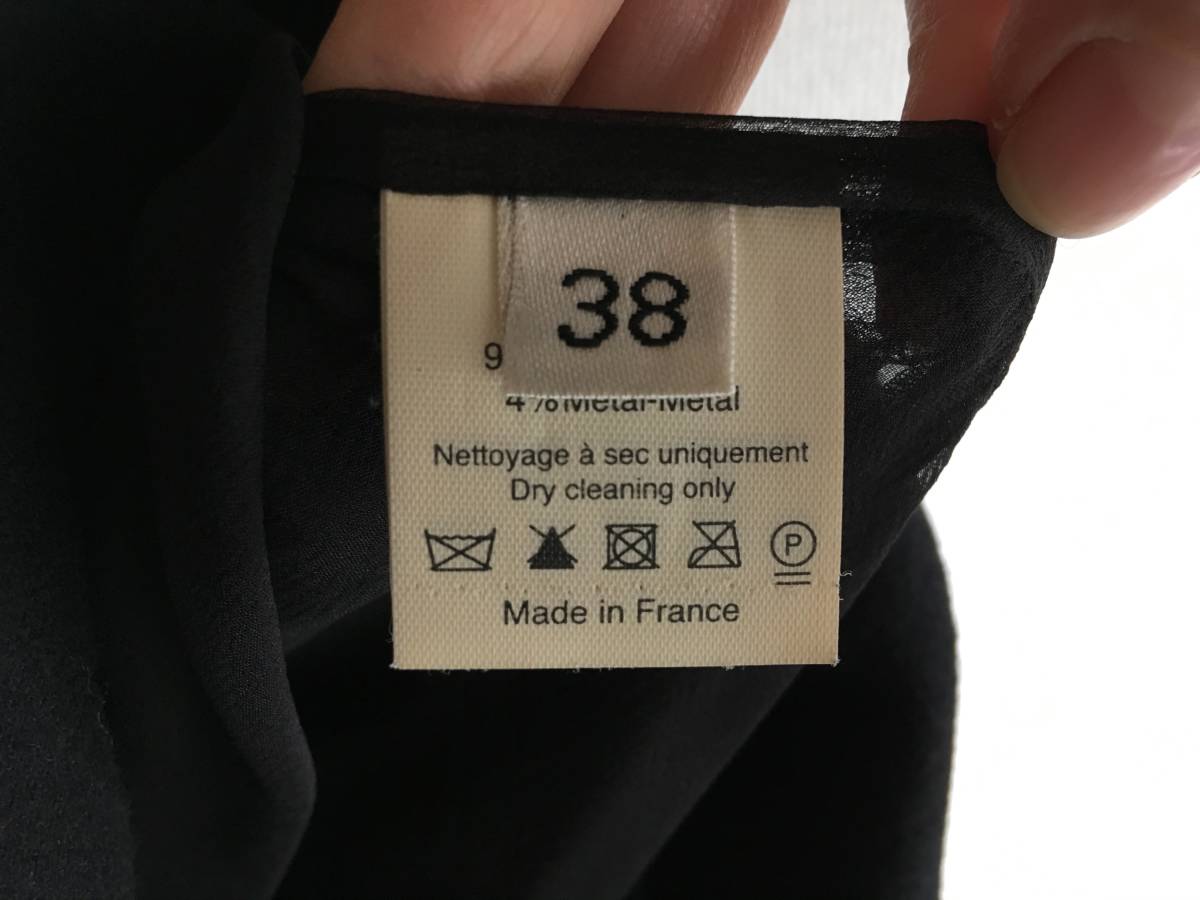 38
9
4%Metal-Metal
Nettoyage à sec uniquement
Dry cleaning only
P
Made in France